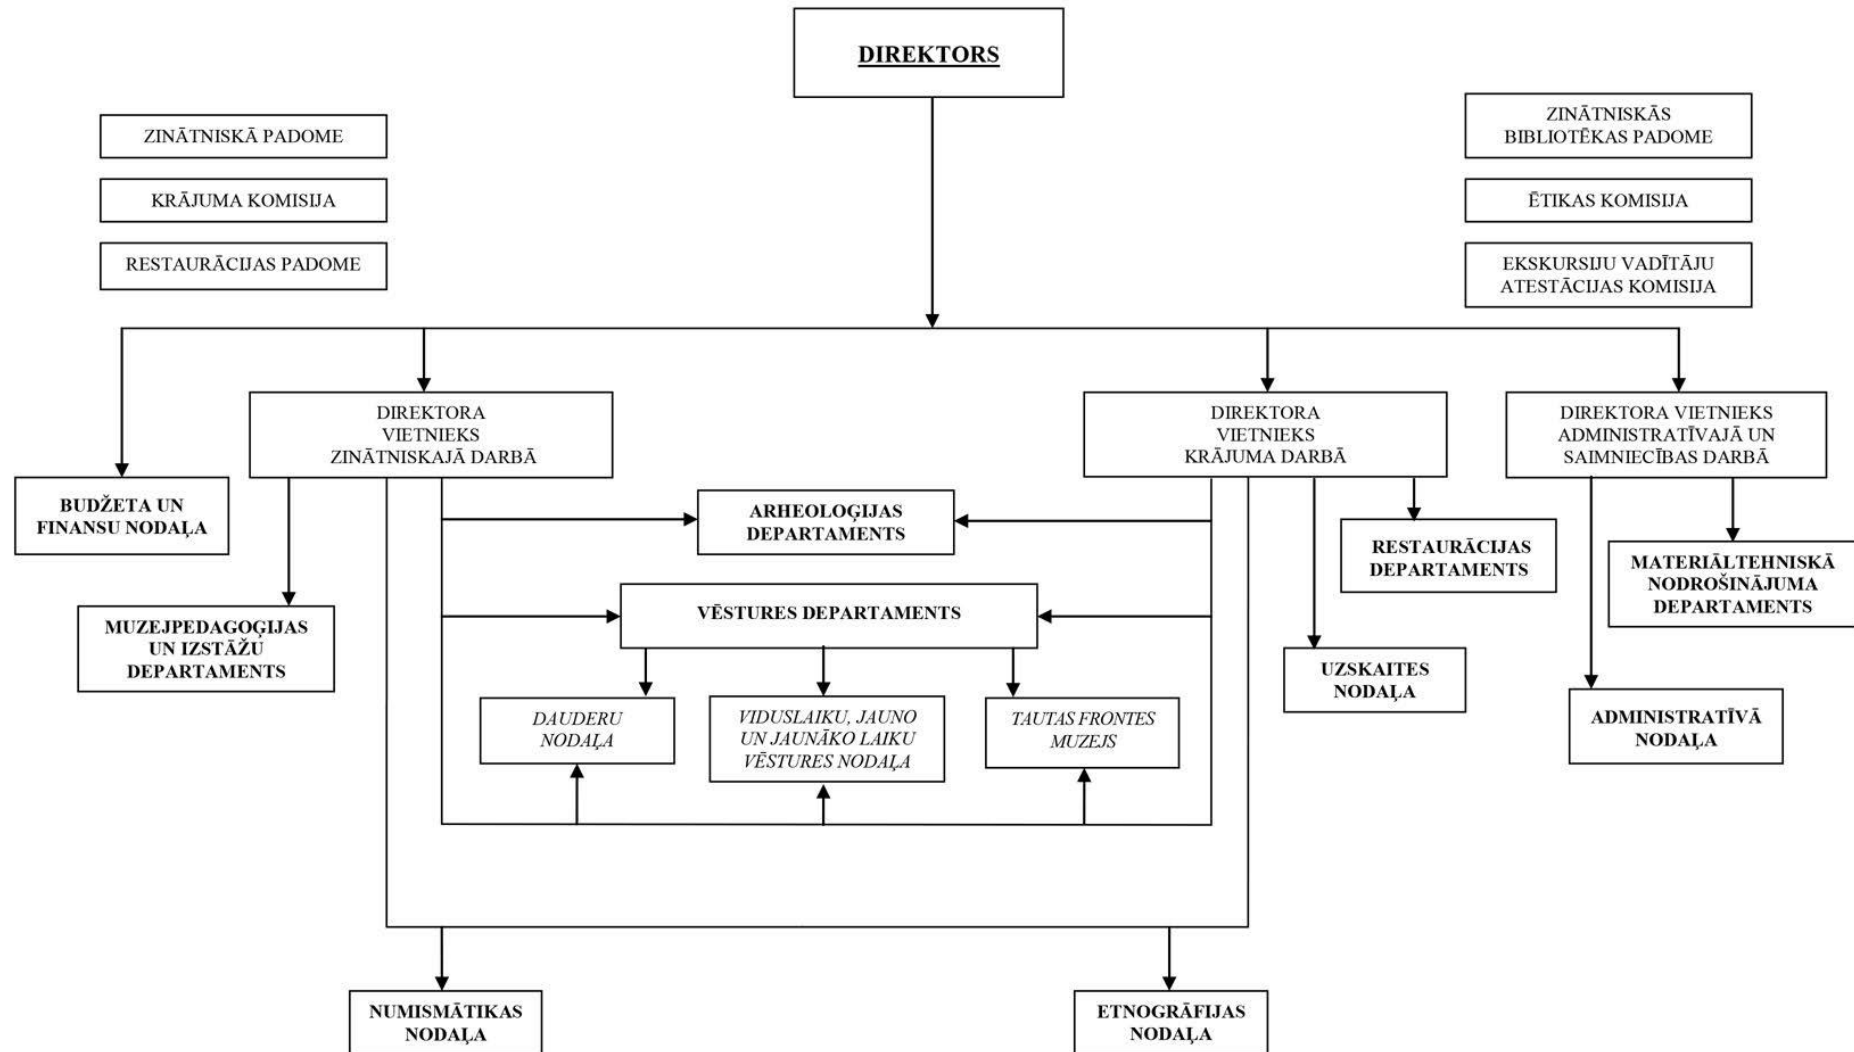 DIREKTORS
ZINĀTNISKĀ PADOME
KRĀJUMA KOMISIJA
RESTAURĀCIJAS PADOME
ZINĀTNISKĀS
BIBLIOTĒKAS PADOME
ĒTIKAS KOMISIJA
EKSKURSIJU VADĪTĀJU
ATESTĀCIJAS KOMISIJA
DIREKTORA
VIETNIEKS
ZINĀTNISKAJĀ DARBĀ
DIREKTORA
VIETNIEKS
KRĀJUMA DARBĀ
DIREKTORA VIETNIEKS
ADMINISTRATĪVAJĀ UN
SAIMNIECĪBAS DARBĀ
BUDŽETA UN
FINANSU NODAĻA
ARHEOLOĢIJAS
DEPARTAMENTS
RESTAURĀCIJAS
DEPARTAMENTS
MATERIĀLTEHNISKĀ
NODROŠINĀJUMA
DEPARTAMENTS
MUZEJPEDAGOĢIJAS
UN IZSTĀŽU
DEPARTAMENTS
VĒSTURES DEPARTAMENTS
UZSKAITES
NODAĻA
DAUDERU
NODAĻA
VIDUSLAIKU, JAUNO
UN JAUNĀKO LAIKU
VĒSTURES NODAĻA
TAUTAS FRONTES
MUZEJS
ADMINISTRATĪVĀ
NODAĻA
NUMISMĀTIKAS
NODAĻA
ETNOGRĀFIJAS
NODAĻA